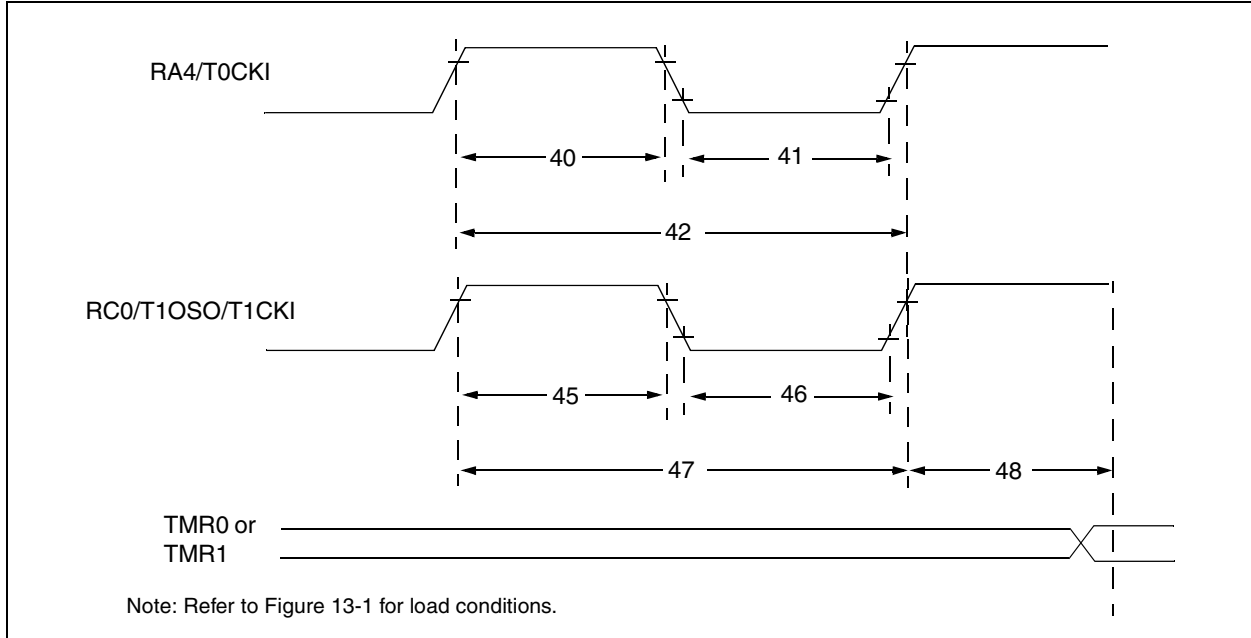 RA4/T0CKI
40
41
42
RC0/T1OSO/T1CKI
45
46
47
48
TMR0 or
TMR1
Note: Refer to Figure 13-1 for load conditions.